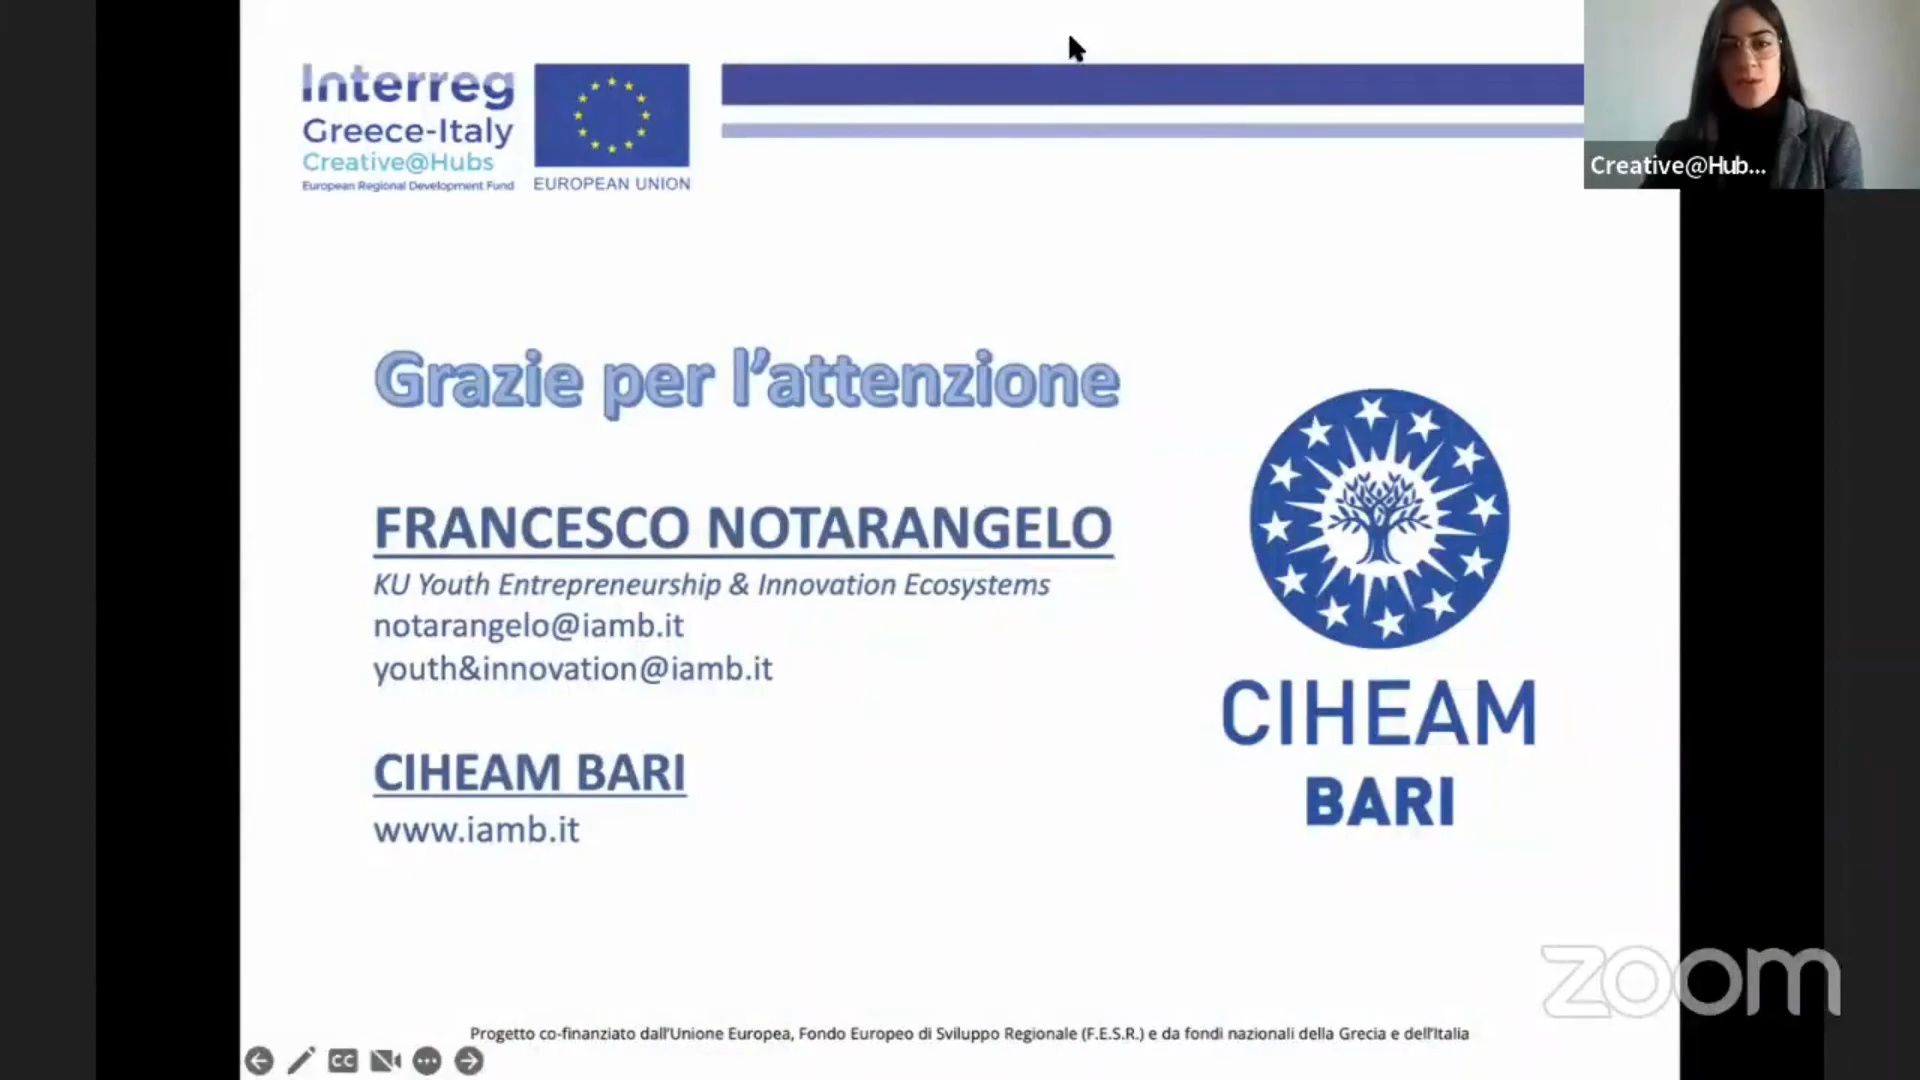 Interreg
Greece-Italy
Creative@Hubs
European Regional Development Fund
EUROPEAN UNION
Creative@Hub...
Grazie per l'attenzione
FRANCESCO NOTARANGELO
KU Youth Entrepreneurship & Innovation Ecosystems
notarangelo@iamb.it
youth&innovation@iamb.it
CIHEAM BARI
www.iamb.it
CIHEAM
BARI
zoom
Progetto co-finanziato dall'Unione Europea, Fondo Europeo di Sviluppo Regionale (F.E.S.R.) e da fondi nazionali della Grecia e dell'Italia
CC